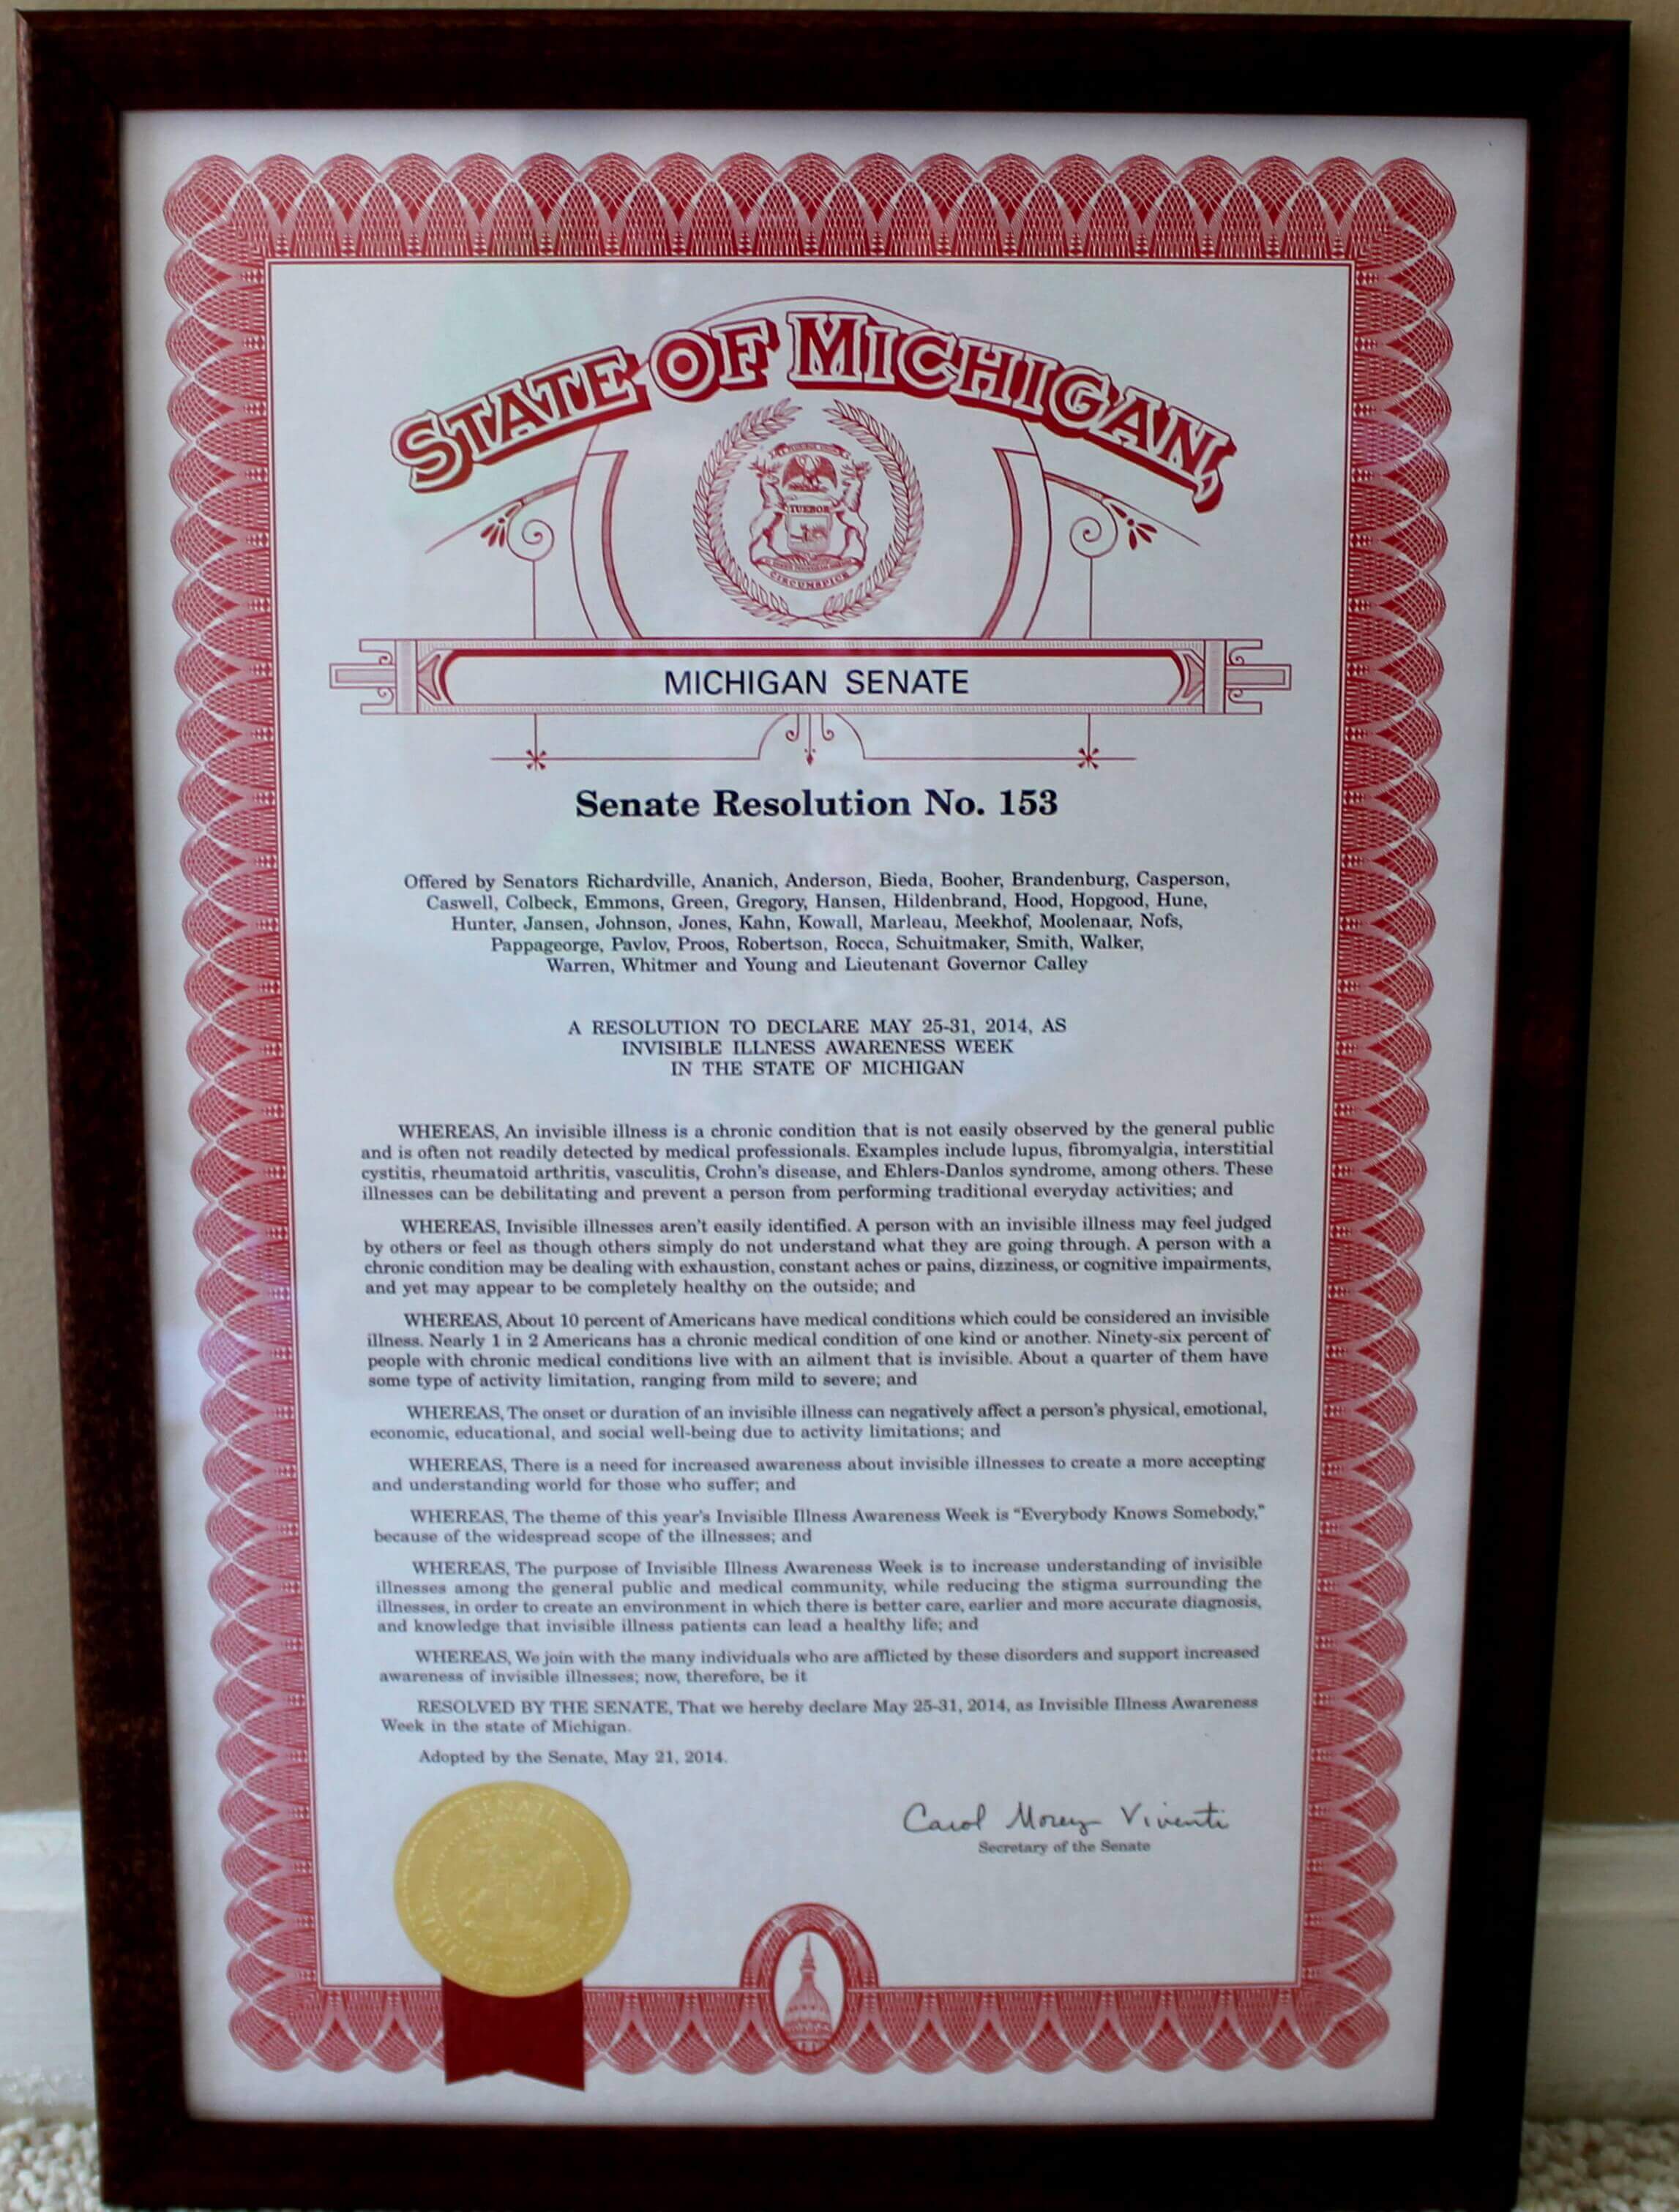 STATE OF MICHIGAN,
TUEBOR
CIRCUMSPICE
MICHIGAN SENATE
Senate Resolution No. 153
Offered by Senators Richardville, Ananich, Anderson, Bieda, Booher, Brandenburg, Casperson,
Caswell, Colbeck, Emmons, Green, Gregory, Hansen, Hildenbrand, Hood, Hopgood, Hune,
Hunter, Jansen, Johnson, Jones, Kahn, Kowall, Marleau, Meekhof, Moolenaar, Nofs,
Pappageorge, Pavlov, Proos, Robertson, Rocca, Schuitmaker, Smith, Walker,
Warren, Whitmer and Young and Lieutenant Governor Calley
A RESOLUTION TO DECLARE MAY 25-31, 2014, AS
INVISIBLE ILLNESS AWARENESS WEEK
IN THE STATE OF MICHIGAN
WHEREAS, An invisible illness is a chronic condition that is not easily observed by the general public
and is often not readily detected by medical professionals. Examples include lupus, fibromyalgia, interstitial
cystitis, rheumatoid arthritis, vasculitis, Crohn's disease, and Ehlers-Danlos syndrome, among others. These
illnesses can be debilitating and prevent a person from performing traditional everyday activities; and
WHEREAS, Invisible illnesses aren't easily identified. A person with an invisible illness may feel judged
by others or feel as though others simply do not understand what they are going through. A person with a
chronic condition may be dealing with exhaustion, constant aches or pains, dizziness, or cognitive impairments,
and yet may appear to be completely healthy on the outside; and
WHEREAS, About 10 percent of Americans have medical conditions which could be considered an invisible
illness. Nearly 1 in 2 Americans has a chronic medical condition of one kind or another. Ninety-six percent of
people with chronic medical conditions live with an ailment that is invisible. About a quarter of them have
some type of activity limitation, ranging from mild to severe; and
WHEREAS, The onset or duration of an invisible illness can negatively affect a person's physical, emotional,
economic, educational, and social well-being due to activity limitations; and
WHEREAS, There is a need for increased awareness about invisible illnesses to create a more accepting
and understanding world for those who suffer; and
WHEREAS, The theme of this year's Invisible Illness Awareness Week is "Everybody Knows Somebody,"
because of the widespread scope of the illnesses; and
WHEREAS, The purpose of Invisible Illness Awareness Week is to increase understanding of invisible
illnesses among the general public and medical community, while reducing the stigma surrounding the
illnesses, in order to create an environment in which there is better care, earlier and more accurate diagnosis,
and knowledge that invisible illness patients can lead a healthy life; and
WHEREAS, We join with the many individuals who are afflicted by these disorders and support increased
awareness of invisible illnesses; now, therefore, be it
RESOLVED BY THE SENATE, That we hereby declare May 25-31, 2014, as Invisible Illness Awareness
Week in the state of Michigan.
Adopted by the Senate, May 21, 2014.
Carol Morey Viventi
Secretary of the Senate
SENATE